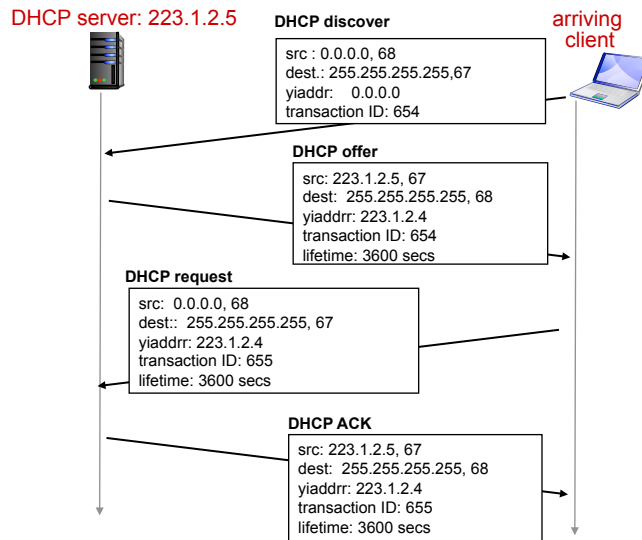 DHCP server: 223.1.2.5
arriving
client
DHCP discover
src : 0.0.0.0, 68
dest.: 255.255.255.255,67
yiaddr: 0.0.0.0
transaction ID: 654
DHCP offer
src: 223.1.2.5, 67
dest: 255.255.255.255, 68
yiaddrr: 223.1.2.4
transaction ID: 654
lifetime: 3600 secs
DHCP request
src: 0.0.0.0, 68
dest:: 255.255.255.255, 67
yiaddrr: 223.1.2.4
transaction ID: 655
lifetime: 3600 secs
DHCP ACK
src: 223.1.2.5, 67
dest: 255.255.255.255, 68
yiaddrr: 223.1.2.4
transaction ID: 655
lifetime: 3600 secs